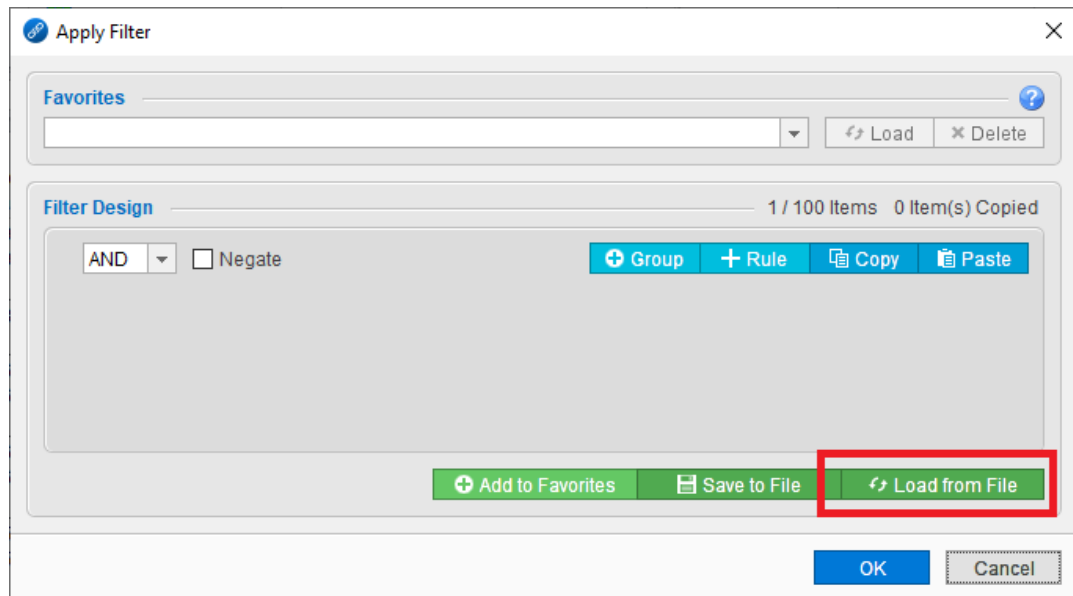 Apply Filter
Favorites
Load Delete
Filter Design 1 / 100 Items 0 Item(s) Copied
AND Negate Group Rule Copy Paste
Add to Favorites Save to File Load from File
OK Cancel